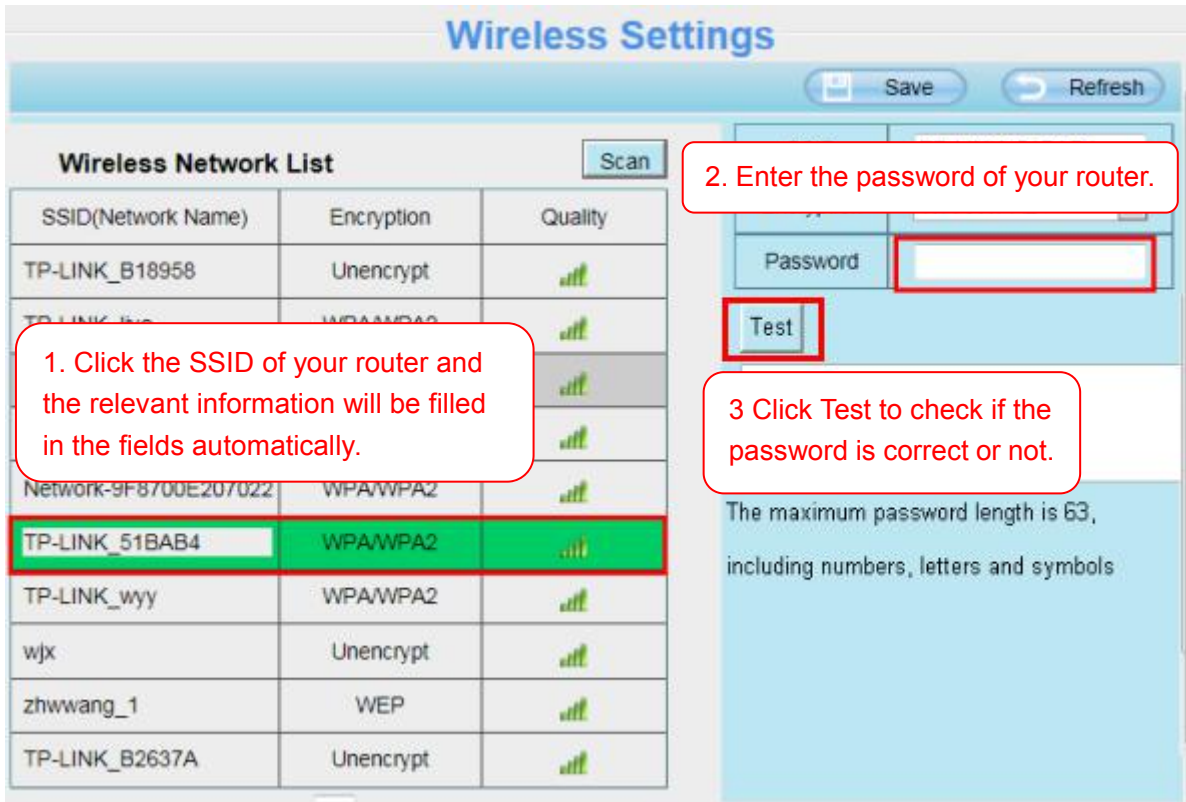 Wireless Settings
Save Refresh
Wireless Network List Scan
2. Enter the password of your router.
SSID(Network Name) Encryption Quality
TP-LINK_B18958 Unencrypt
Password
Test
1. Click the SSID of your router and
the relevant information will be filled
in the fields automatically.
3 Click Test to check if the
password is correct or not.
Network-9F8700E207022 WPA/WPA2
The maximum password length is 63,
including numbers, letters and symbols
TP-LINK_51BAB4 WPA/WPA2
TP-LINK_wyy WPA/WPA2
wjx Unencrypt
zhwwang_1 WEP
TP-LINK_B2637A Unencrypt